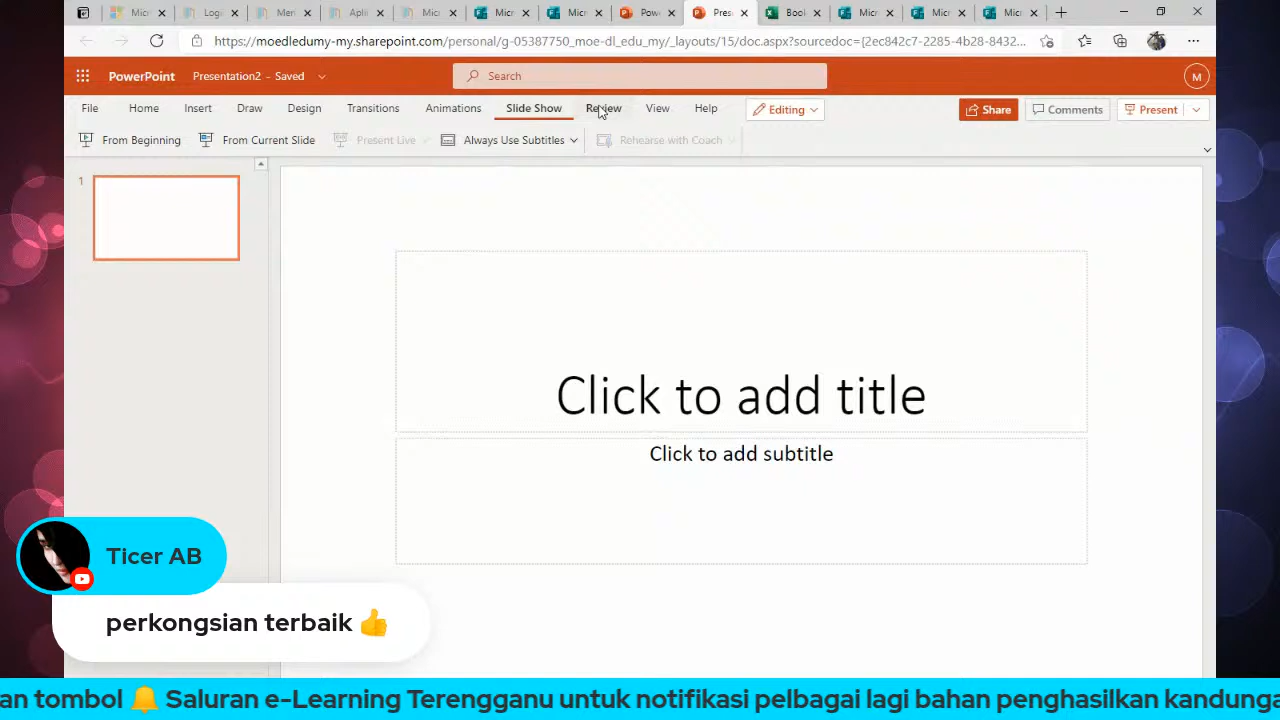 Micro
Logi
Meri
Apli
Micr
Micr
Micr
Powe
Pres
Book
Micr
Micr
Micr
https://moedledumy-my.sharepoint.com/personal/g-05387750_moe-dl_edu_my/_layouts/15/doc.aspx?sourcedoc={2ec842c7-2285-4b28-8432...
PowerPoint
Presentation2 - Saved
Search
M
File
Home
Insert
Draw
Design
Transitions
Animations
Slide Show
Review
View
Help
Editing
Share
Comments
Present
From Beginning
From Current Slide
Present Live
Always Use Subtitles
Rehearse with Coach
1
Click to add title
Click to add subtitle
Ticer AB
perkongsian terbaik 👍
an tombol 🔔 Saluran e-Learning Terengganu untuk notifikasi pelbagai lagi bahan penghasilkan kandunga